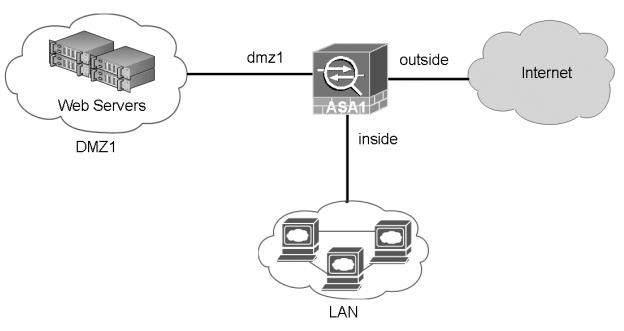 dmz1
outside
Internet
Web Servers
ASA1
DMZ1
inside
LAN